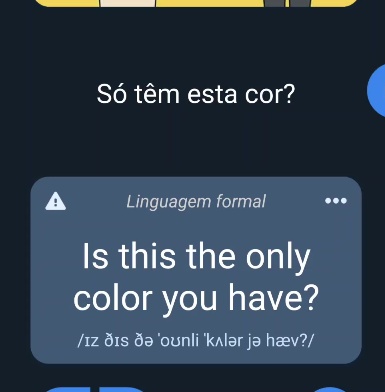 Só têm esta cor?
Linguagem formal
Is this the only
color you have?
/ɪz ðɪs ðə ˈoʊnli ˈkʌlər jə hæv?/